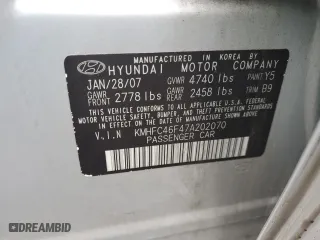 MANUFACTURED IN KOREA BY
HYUNDAI MOTOR COMPANY
JAN/28/07 GVWR 4740 lbs PAINT Y5
GAWR FRONT 2778 lbs GAWR REAR 2458 lbs TRIM B9
THIS VEHICLE CONFORMS TO ALL APPLICABLE U.S. FEDERAL
MOTOR VEHICLE SAFETY, BUMPER, AND THEFT
PREVENTION STANDARDS IN EFFECT ON THE DATE OF
MANUFACTURE SHOWN ABOVE.
V.I.N KMHFC46F47A202070
PASSENGER CAR